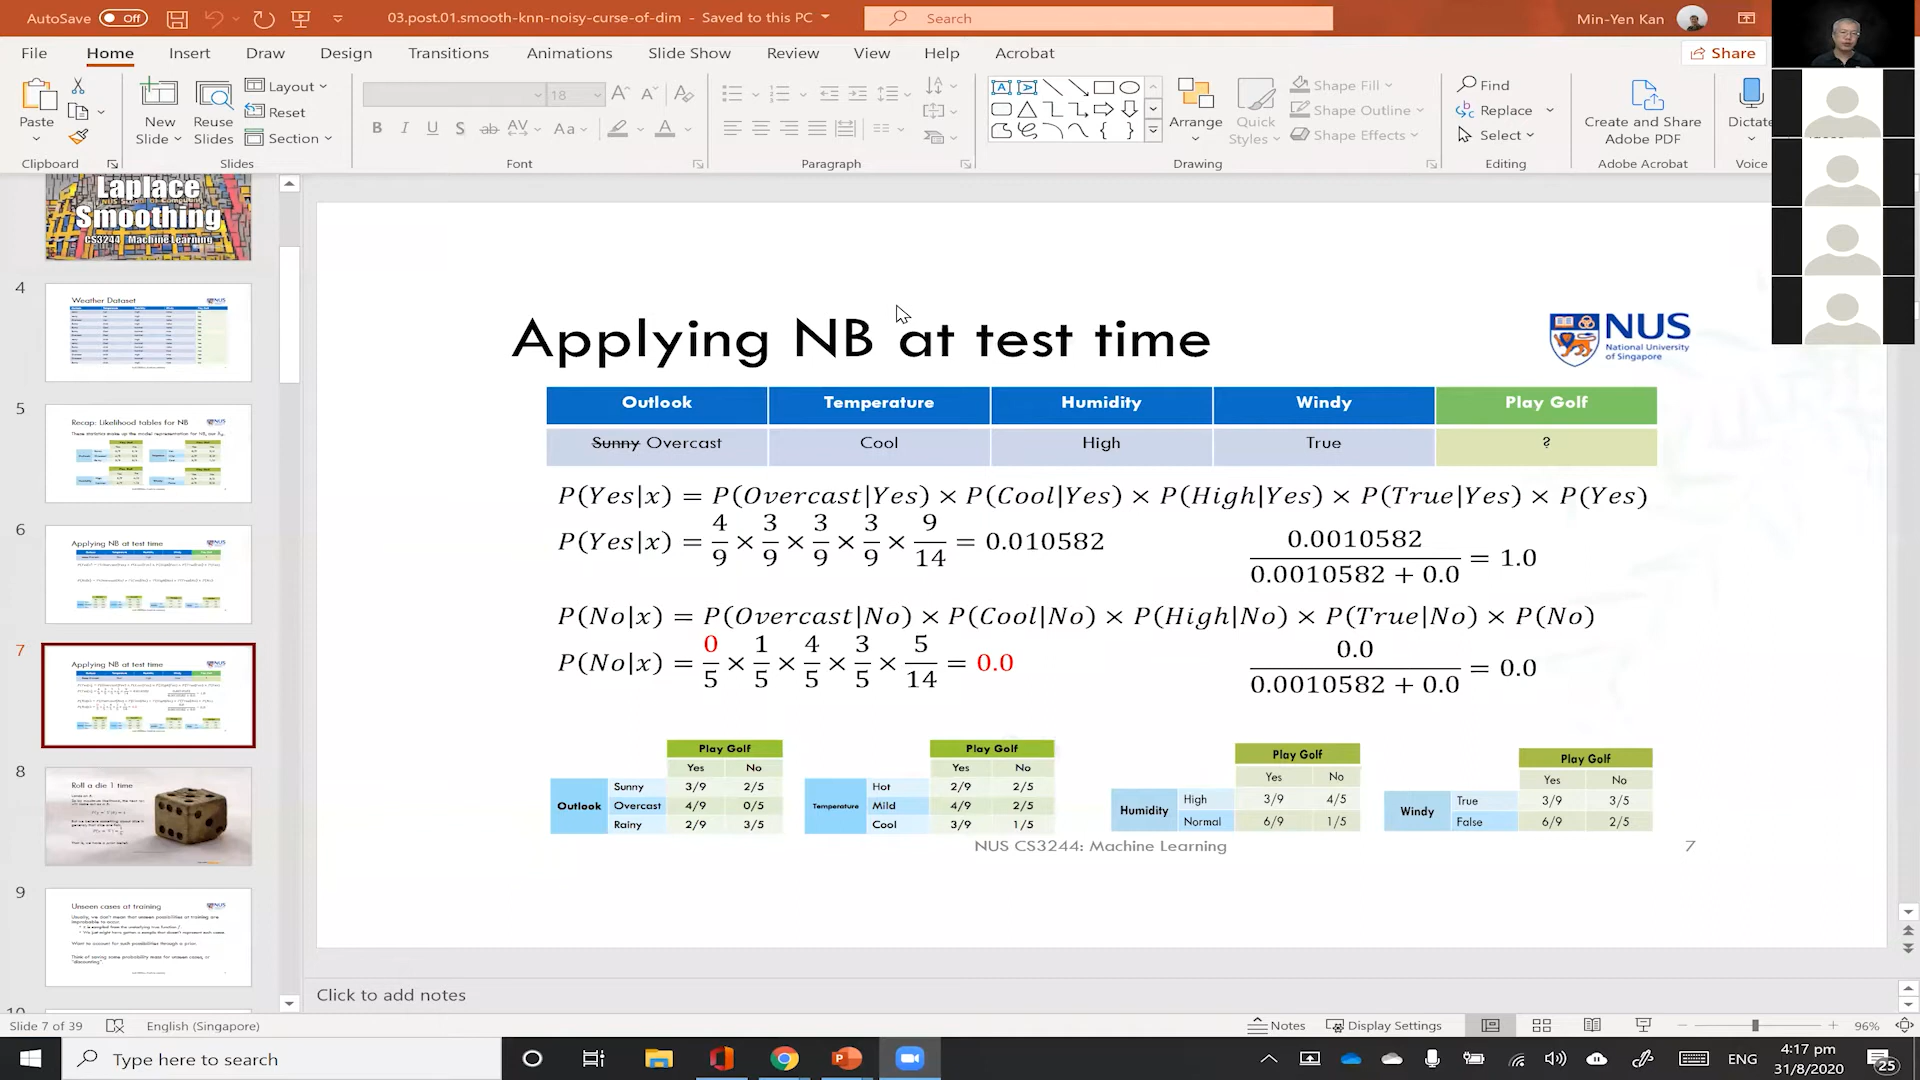 AutoSave Off 03.post.01.smooth-knn-noisy-curse-of-dim - Saved to this PC Search Min-Yen Kan
File Home Insert Draw Design Transitions Animations Slide Show Review View Help Acrobat Share
Paste New Slide Reuse Slides Layout Reset Section 18 Arrange Quick Styles Shape Fill Shape Outline Shape Effects Find Replace Select Create and Share Adobe PDF Dictate
Clipboard Slides Font Paragraph Drawing Editing Adobe Acrobat Voice
Laplace
Smoothing
CS3244 Machine Learning
4
Weather Dataset
5
Recap: Likelihood tables for NB
6
Applying NB at test time
7
Applying NB at test time
8
Roll a die 1 time
9
Unseen cases at training
Applying NB at test time
NUS
National University
of Singapore
Outlook Temperature Humidity Windy Play Golf
Sunny Overcast Cool High True ?
P(Yes|x) = P(Overcast|Yes) × P(Cool|Yes) × P(High|Yes) × P(True|Yes) × P(Yes)
P(Yes|x) = 4/9 × 3/9 × 3/9 × 3/9 × 9/14 = 0.010582
0.0010582 / 0.0010582 + 0.0 = 1.0
P(No|x) = P(Overcast|No) × P(Cool|No) × P(High|No) × P(True|No) × P(No)
P(No|x) = 0/5 × 1/5 × 4/5 × 3/5 × 5/14 = 0.0
0.0 / 0.0010582 + 0.0 = 0.0
Play Golf
Yes No
Outlook
Sunny 3/9 2/5
Overcast 4/9 0/5
Rainy 2/9 3/5
Play Golf
Yes No
Temperature
Hot 2/9 2/5
Mild 4/9 2/5
Cool 3/9 1/5
Play Golf
Yes No
Humidity
High 3/9 4/5
Normal 6/9 1/5
Play Golf
Yes No
Windy
True 3/9 3/5
False 6/9 2/5
NUS CS3244: Machine Learning 7
Click to add notes
Slide 7 of 39 English (Singapore) Notes Display Settings 96%
Type here to search ENG 4:17 pm
31/8/2020 25